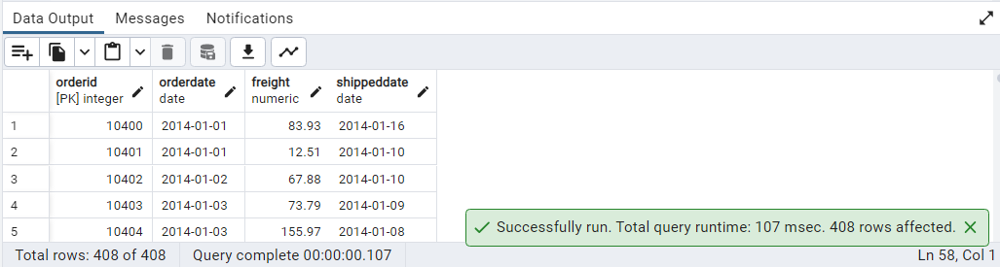 Data Output Messages Notifications
orderid orderdate freight shippeddate
[PK] integer date numeric date
1 10400 2014-01-01 83.93 2014-01-16
2 10401 2014-01-01 12.51 2014-01-10
3 10402 2014-01-02 67.88 2014-01-10
4 10403 2014-01-03 73.79 2014-01-09
5 10404 2014-01-03 155.97 2014-01-08
Successfully run. Total query runtime: 107 msec. 408 rows affected.
Total rows: 408 of 408 Query complete 00:00:00.107 Ln 58, Col 1